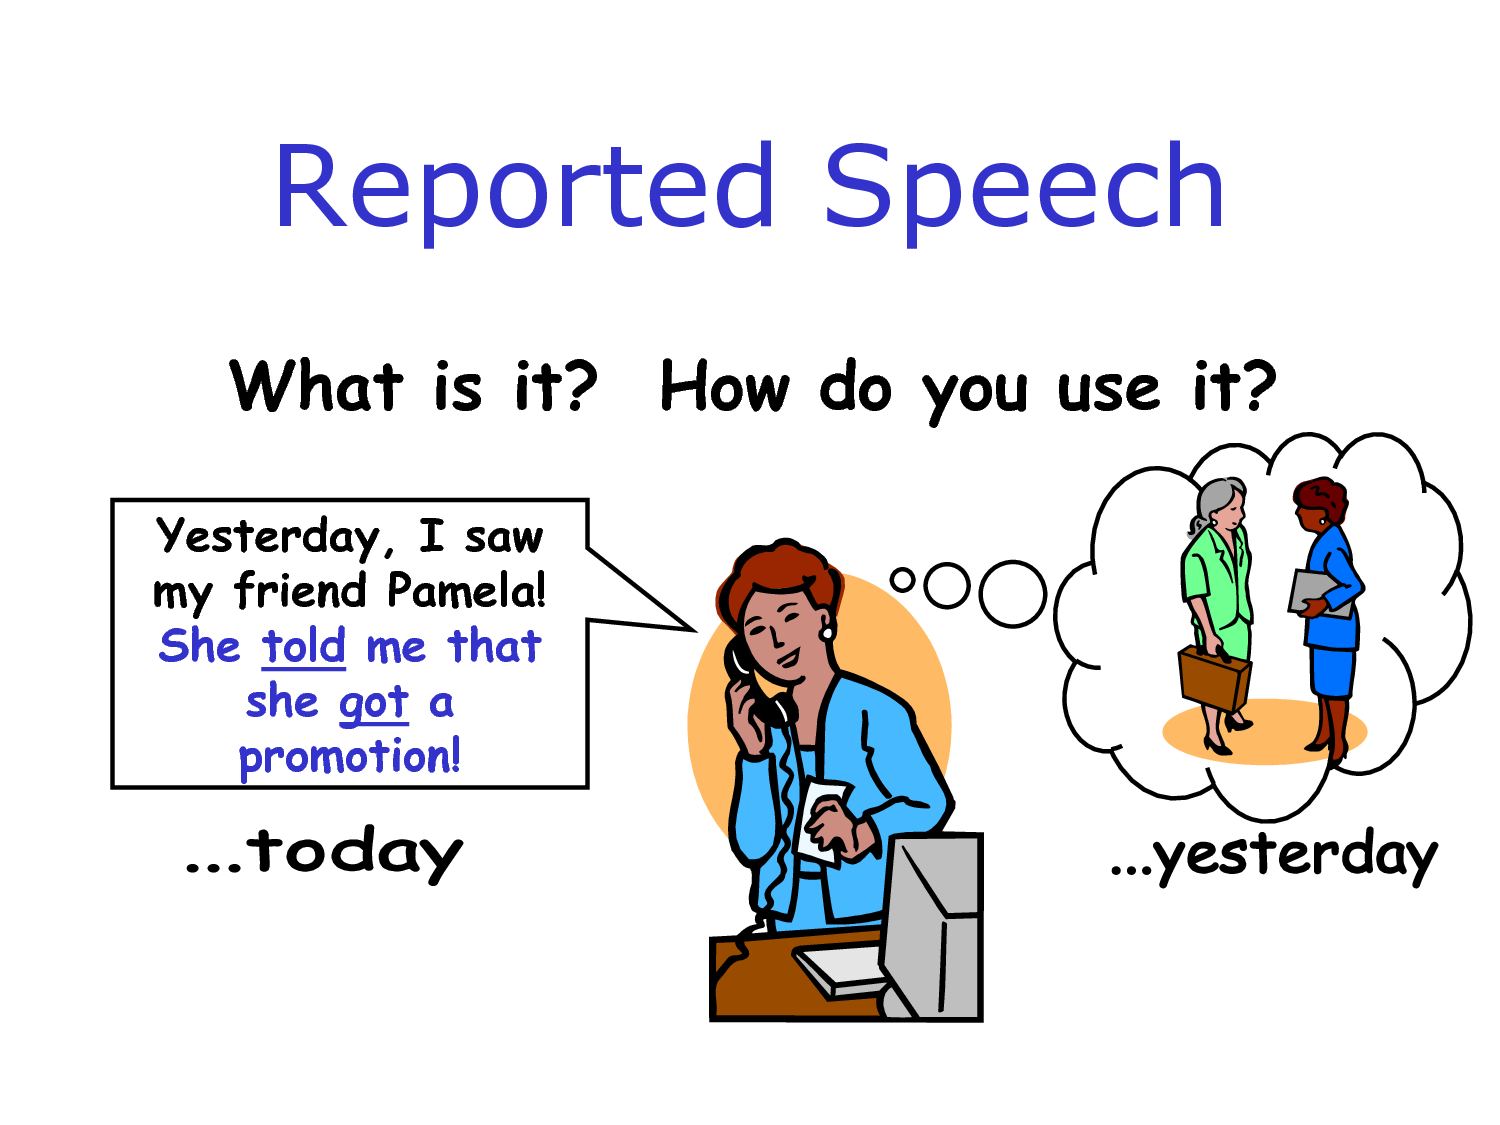 Reported Speech
What is it?  How do you use it?
Yesterday, I saw
my friend Pamela!
She told me that
she got a
promotion!
...today
...yesterday